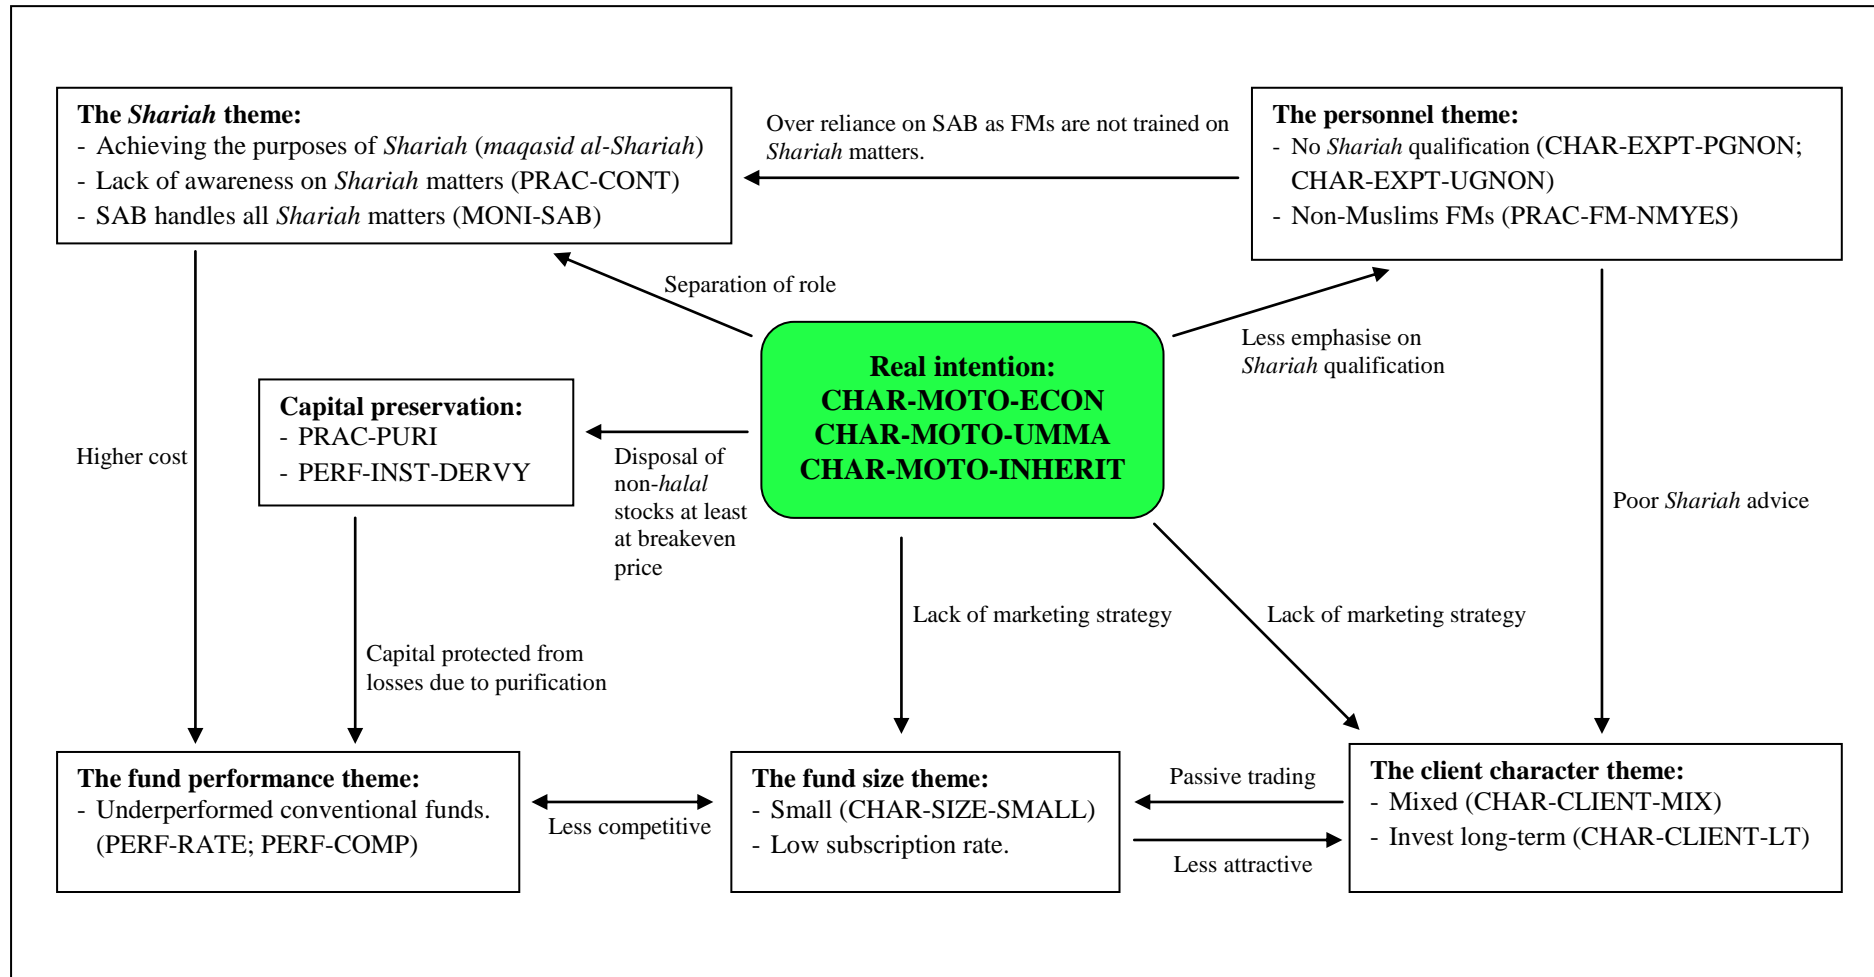 The Shariah theme:
- Achieving the purposes of Shariah (maqasid al-Shariah)
- Lack of awareness on Shariah matters (PRAC-CONT)
- SAB handles all Shariah matters (MONI-SAB)
Over reliance on SAB as FMs are not trained on
Shariah matters.
The personnel theme:
- No Shariah qualification (CHAR-EXPT-PGNON;
CHAR-EXPT-UGNON)
- Non-Muslims FMs (PRAC-FM-NMYES)
Separation of role
Less emphasise on
Shariah qualification
Real intention:
CHAR-MOTO-ECON
CHAR-MOTO-UMMA
CHAR-MOTO-INHERIT
Capital preservation:
- PRAC-PURI
- PERF-INST-DERVY
Higher cost
Disposal of
non-halal
stocks at least
at breakeven
price
Poor Shariah advice
Lack of marketing strategy
Lack of marketing strategy
Capital protected from
losses due to purification
The fund performance theme:
- Underperformed conventional funds.
(PERF-RATE; PERF-COMP)
Less competitive
The fund size theme:
- Small (CHAR-SIZE-SMALL)
- Low subscription rate.
Passive trading
Less attractive
The client character theme:
- Mixed (CHAR-CLIENT-MIX)
- Invest long-term (CHAR-CLIENT-LT)